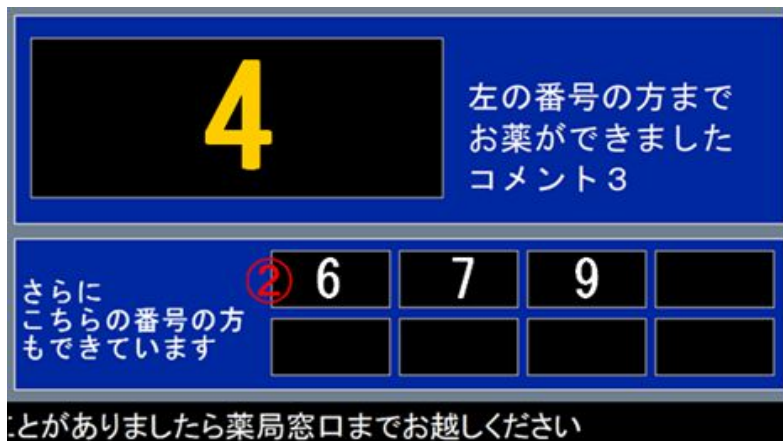 4
左の番号の方まで
お薬ができました
コメント３
さらに
こちらの番号の方
もできています
② 6 7 9
とがありましたら薬局窓口までお越しください